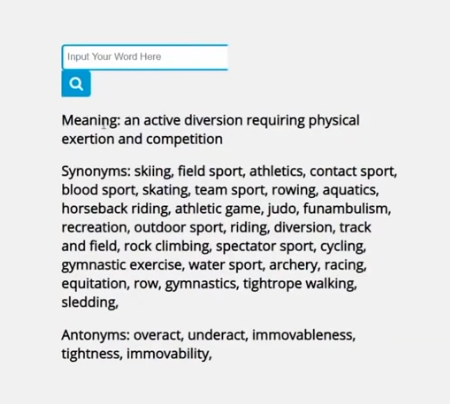 Input Your Word Here
Meaning: an active diversion requiring physical
exertion and competition
Synonyms: skiing, field sport, athletics, contact sport,
blood sport, skating, team sport, rowing, aquatics,
horseback riding, athletic game, judo, funambulism,
recreation, outdoor sport, riding, diversion, track
and field, rock climbing, spectator sport, cycling,
gymnastic exercise, water sport, archery, racing,
equitation, row, gymnastics, tightrope walking,
sledding,
Antonyms: overact, underact, immovableness,
tightness, immovability,